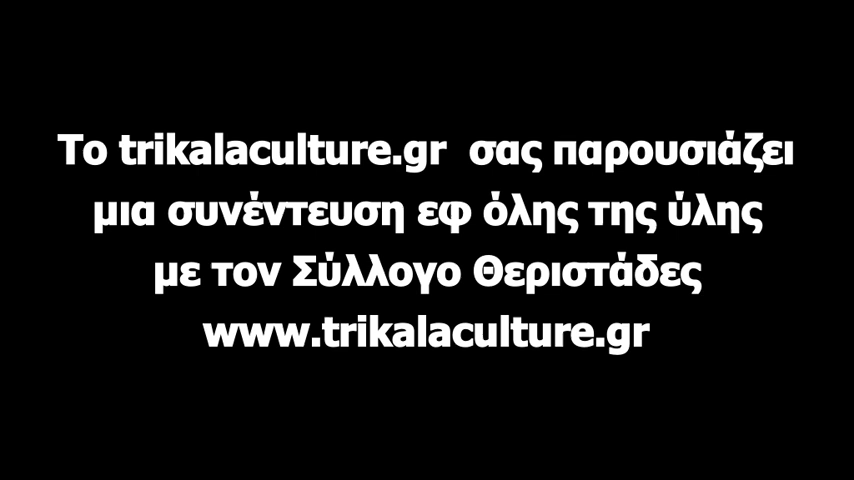 Το trikalaculture.gr σας παρουσιάζει
μια συνέντευση εφ όλης της ύλης
με τον Σύλλογο Θεριστάδες
www.trikalaculture.gr